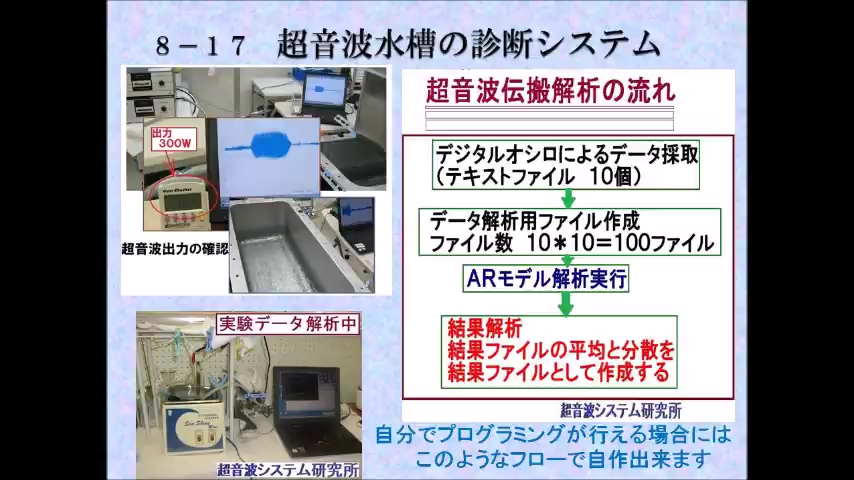 ８－１７　超音波水槽の診断システム
出力
300W
超音波出力の確認
実験データ解析中
超音波システム研究所
超音波伝搬解析の流れ
デジタルオシロによるデータ採取
（テキストファイル　10個）
データ解析用ファイル作成
ファイル数　10＊10＝100ファイル
ARモデル解析実行
結果解析
結果ファイルの平均と分散を
結果ファイルとして作成する
超音波システム研究所
自分でプログラミングが行える場合には
このようなフローで自作出来ます